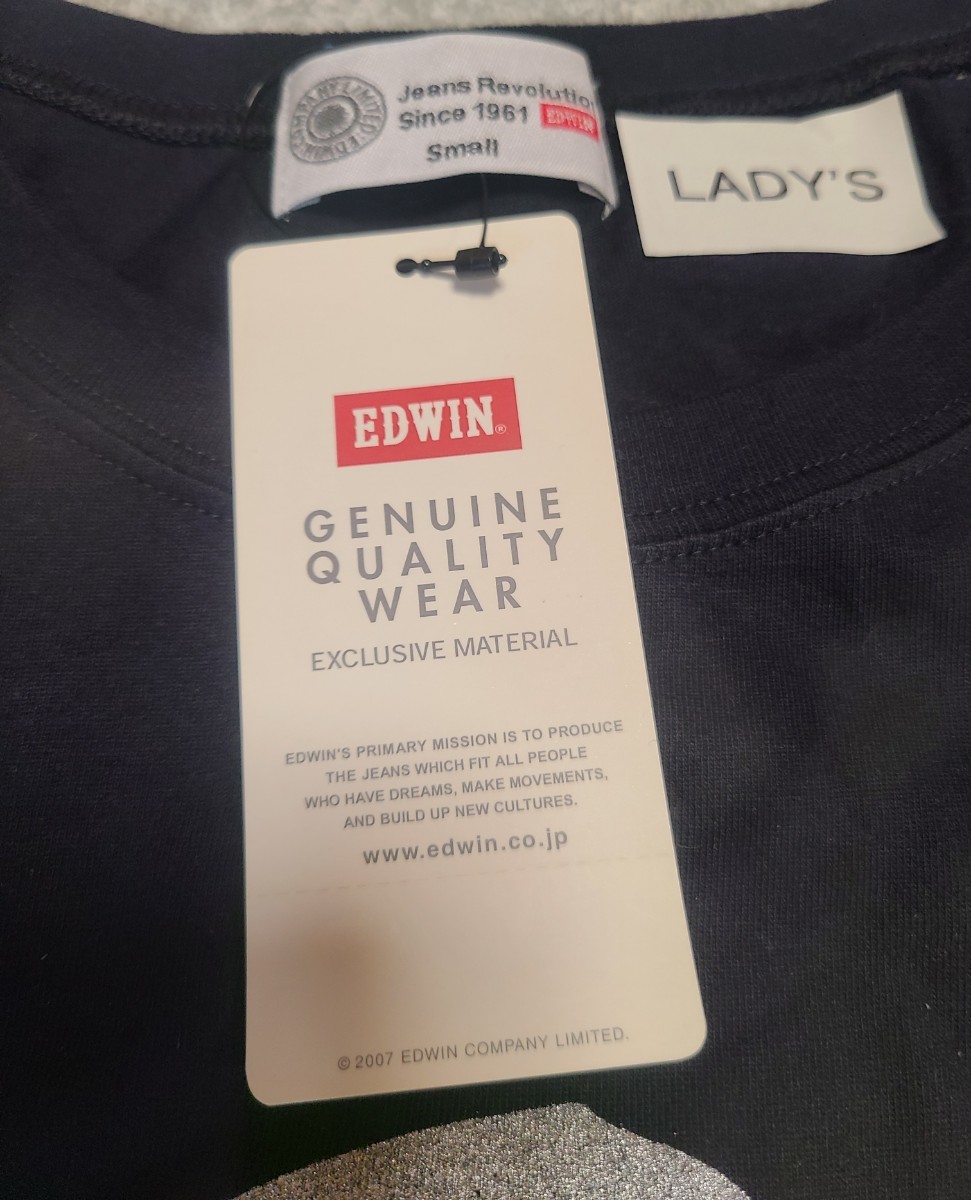 Jeans Revolution
Since 1961 EDWIN
Small
LADY'S
EDWIN®
GENUINE
QUALITY
WEAR
EXCLUSIVE MATERIAL
EDWIN'S PRIMARY MISSION IS TO PRODUCE
THE JEANS WHICH FIT ALL PEOPLE
WHO HAVE DREAMS, MAKE MOVEMENTS,
AND BUILD UP NEW CULTURES.
www.edwin.co.jp
© 2007 EDWIN COMPANY LIMITED.